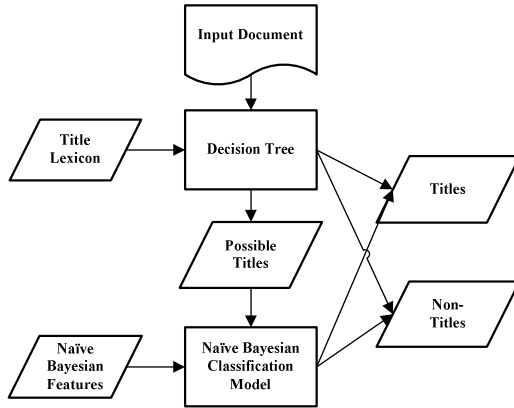 Input Document
Title
Lexicon
Decision Tree
Titles
Possible
Titles
Non-
Titles
Naïve
Bayesian
Features
Naïve Bayesian
Classification
Model